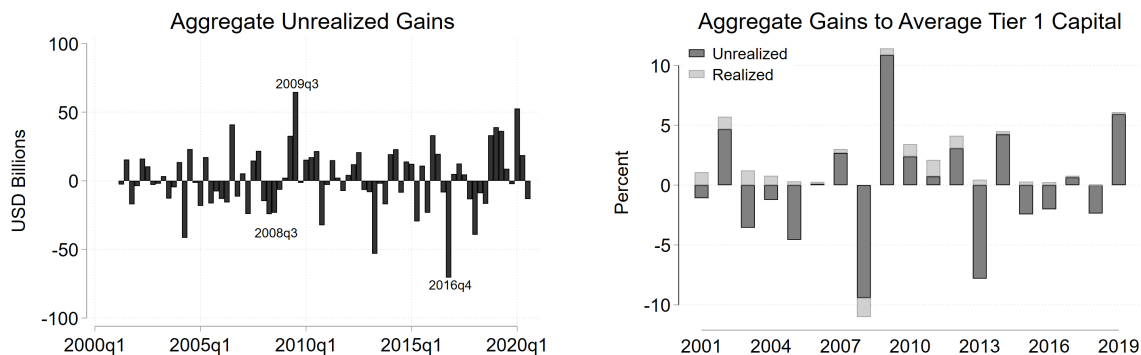 Aggregate Unrealized Gains
USD Billions
100
50
0
-50
-100
2009q3
2008q3
2016q4
2000q1
2005q1
2010q1
2015q1
2020q1
Aggregate Gains to Average Tier 1 Capital
Unrealized
Realized
Percent
10
5
0
-5
-10
2001
2004
2007
2010
2013
2016
2019